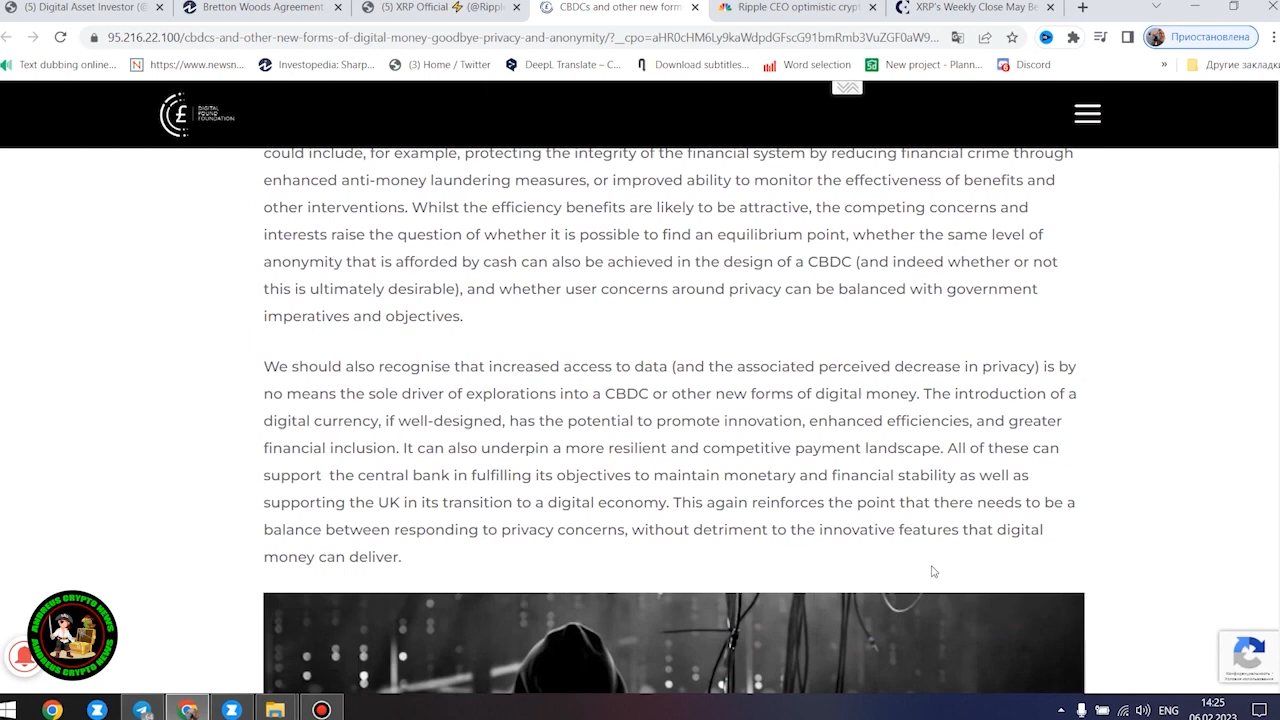 (5) Digital Asset Investor (@
Bretton Woods Agreement
(5) XRP Official ⚡ (@Ripple
CBDCs and other new form
Ripple CEO optimistic crypt
XRP's Weekly Close May Be
95.216.22.100/cbdcs-and-other-new-forms-of-digital-money-goodbye-privacy-and-anonymity/?__cpo=aHR0cHM6Ly9kaWdpdGFscG91bmRmb3VuZGF0aW9...
Приостановлена
Text dubbing online...
https://www.newsn...
Investopedia: Sharp...
(3) Home / Twitter
DeepL Translate – C...
Download subtitles...
Word selection
New project - Plann...
Discord
»
Другие закладки
DIGITAL
POUND
FOUNDATION
could include, for example, protecting the integrity of the financial system by reducing financial crime through
enhanced anti-money laundering measures, or improved ability to monitor the effectiveness of benefits and
other interventions. Whilst the efficiency benefits are likely to be attractive, the competing concerns and
interests raise the question of whether it is possible to find an equilibrium point, whether the same level of
anonymity that is afforded by cash can also be achieved in the design of a CBDC (and indeed whether or not
this is ultimately desirable), and whether user concerns around privacy can be balanced with government
imperatives and objectives.
We should also recognise that increased access to data (and the associated perceived decrease in privacy) is by
no means the sole driver of explorations into a CBDC or other new forms of digital money. The introduction of a
digital currency, if well-designed, has the potential to promote innovation, enhanced efficiencies, and greater
financial inclusion. It can also underpin a more resilient and competitive payment landscape. All of these can
support the central bank in fulfilling its objectives to maintain monetary and financial stability as well as
supporting the UK in its transition to a digital economy. This again reinforces the point that there needs to be a
balance between responding to privacy concerns, without detriment to the innovative features that digital
money can deliver.
ANDREUS CRYPTO NEWS
ANDREUS CRYPTO NEWS
Конфиденциальность -
Условия использования
ENG
14:25
06.02.2023